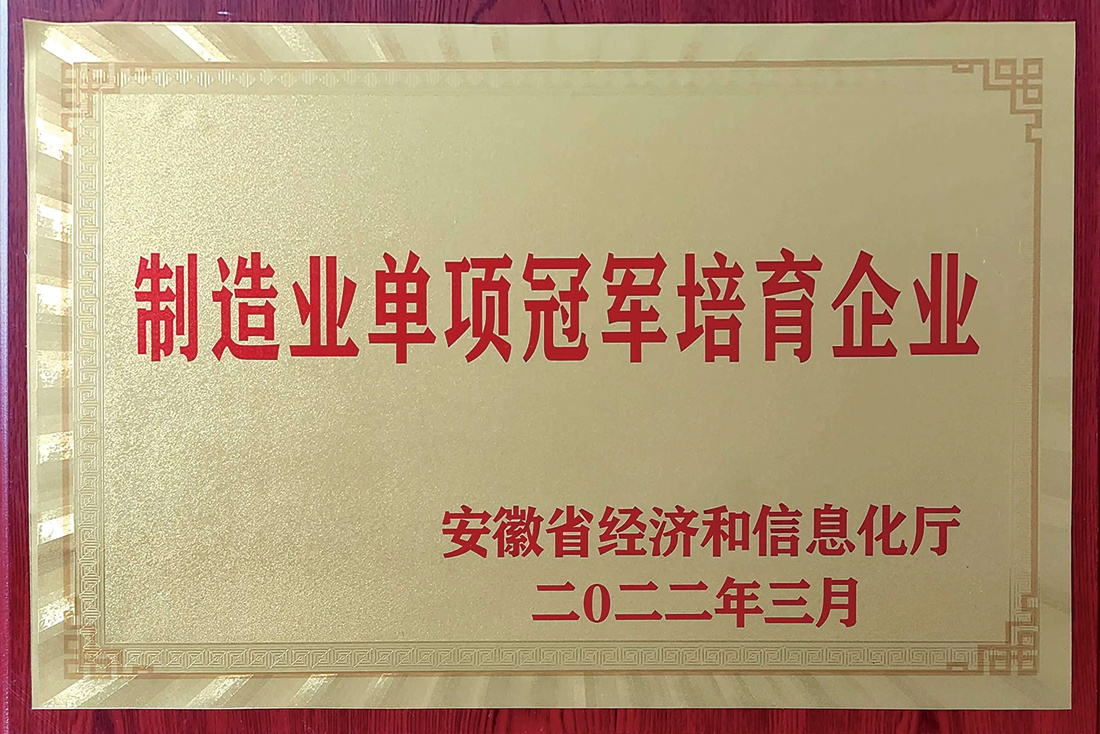 制造业单项冠军培育企业
安徽省经济和信息化厅
二0二二年三月